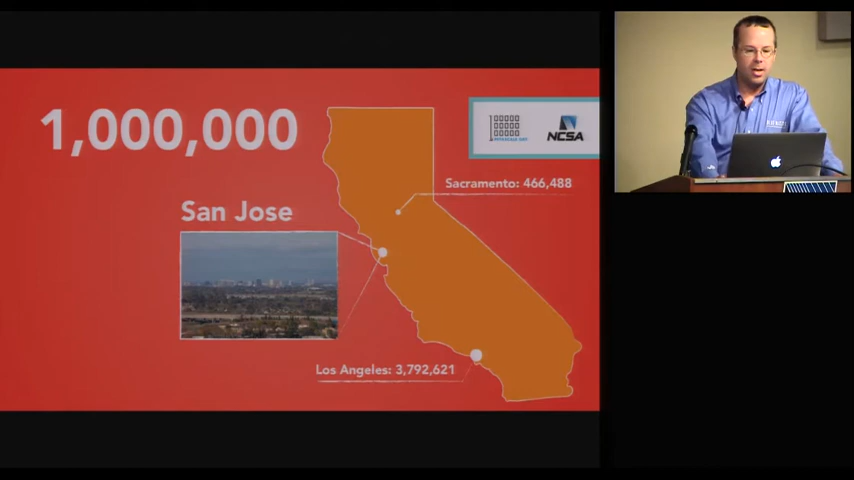 1,000,000
NCSA
Sacramento: 466,488
San Jose
Los Angeles: 3,792,621